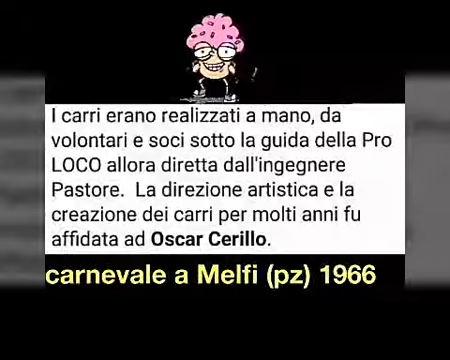 I carri erano realizzati a mano, da
volontari e soci sotto la guida della Pro
LOCO allora diretta dall'ingegnere
Pastore. La direzione artistica e la
creazione dei carri per molti anni fu
affidata ad Oscar Cerillo.
carnevale a Melfi (pz) 1966